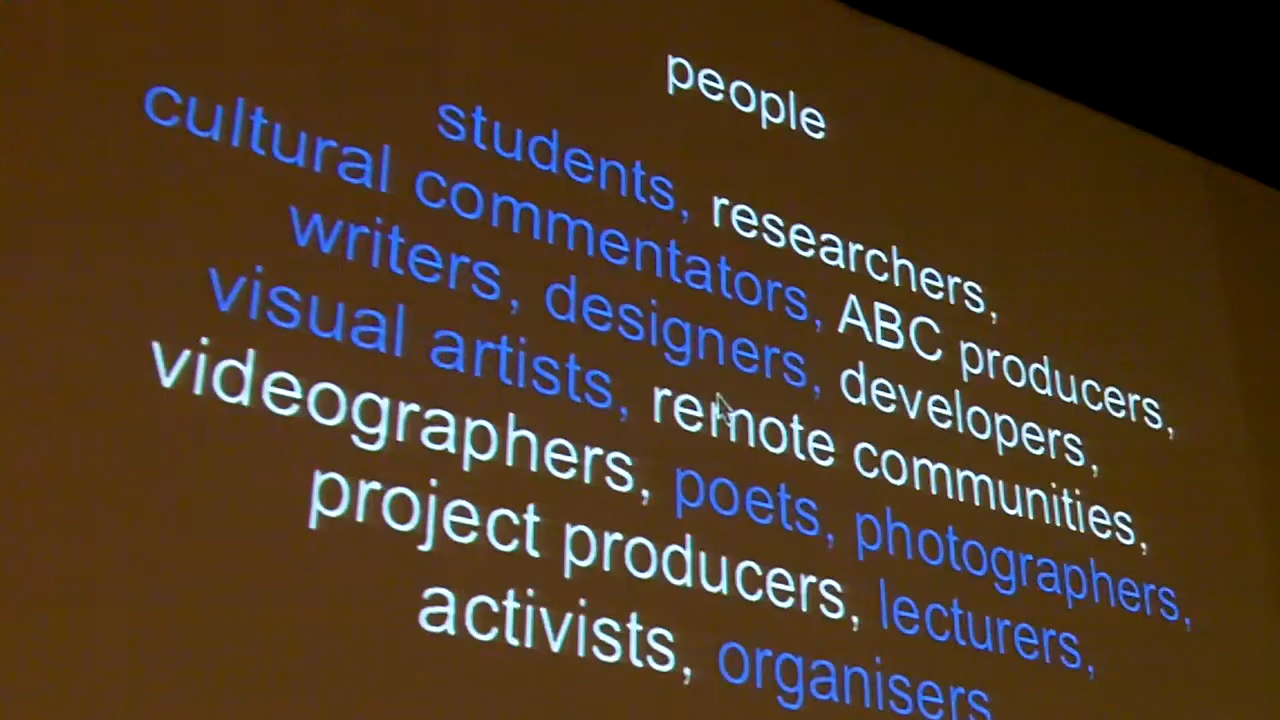 people
students, researchers,
cultural commentators, ABC producers,
writers, designers, developers,
visual artists, remote communities,
videographers, poets, photographers,
project producers, lecturers,
activists, organisers